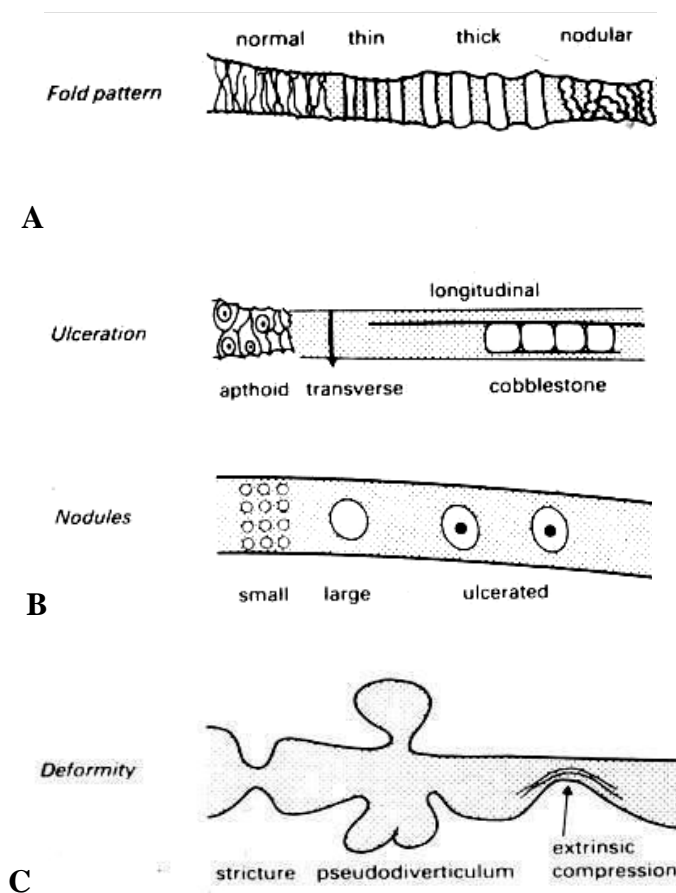 normal thin thick nodular
Fold pattern
A
longitudinal
Ulceration
apthoid transverse cobblestone
Nodules
small large ulcerated
B
Deformity
extrinsic
stricture pseudodiverticulum compression
C